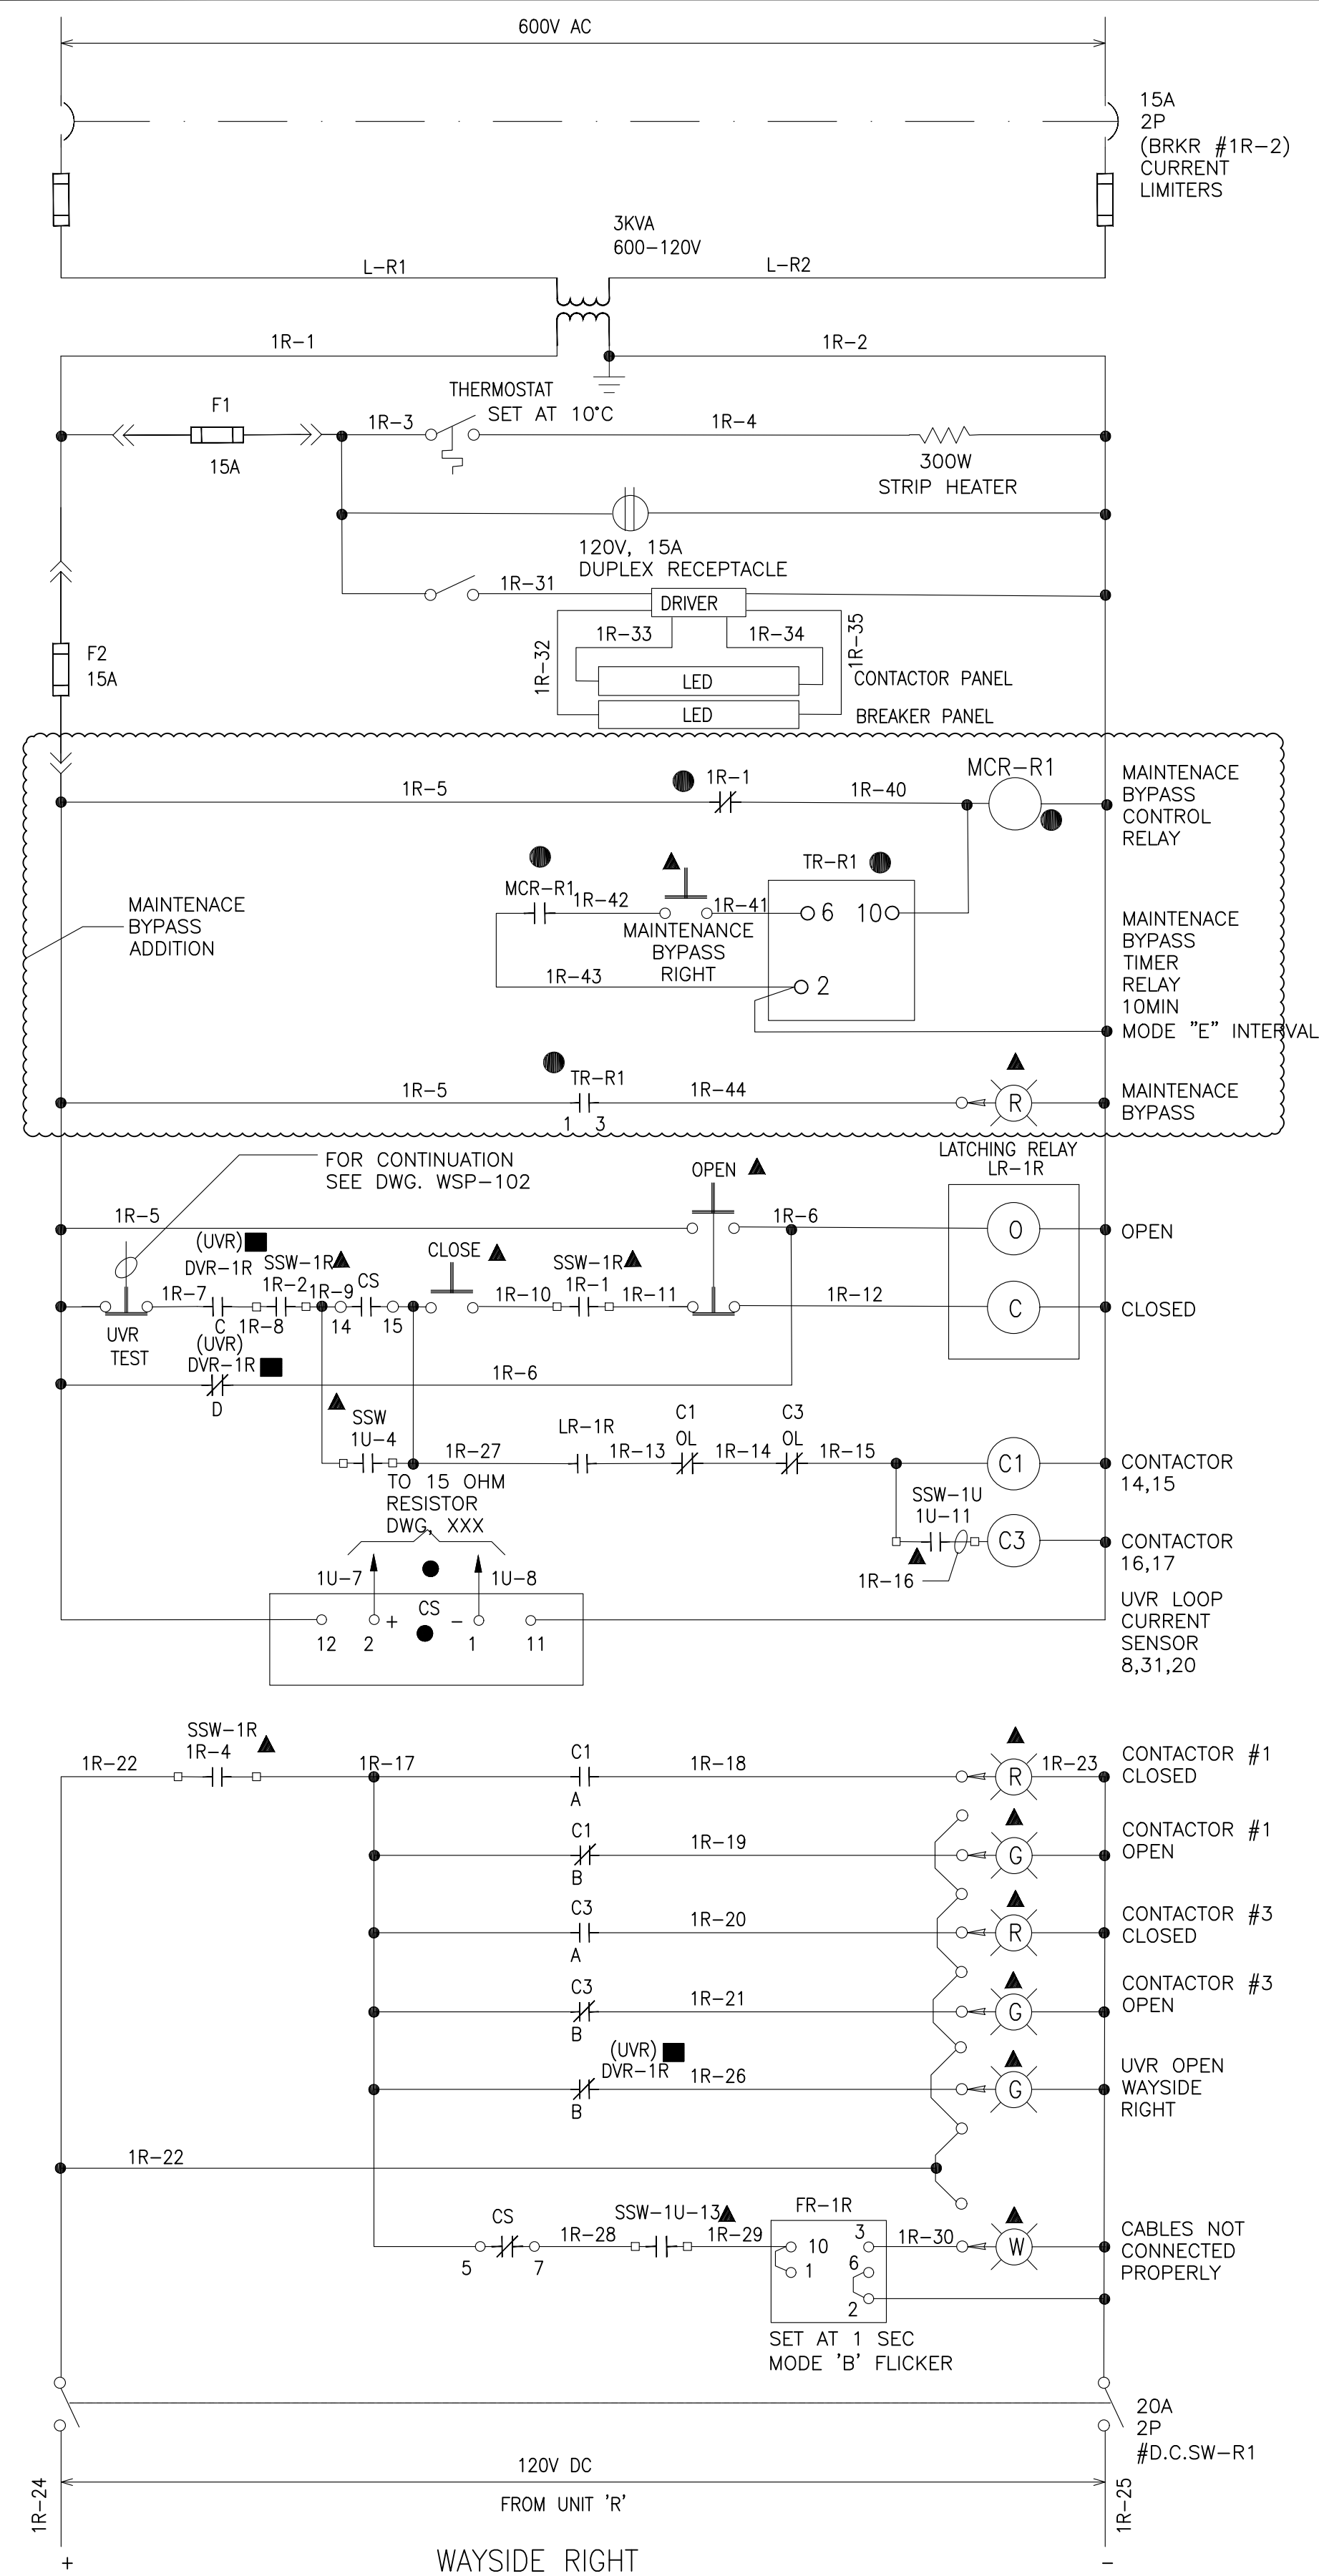 600V AC
15A
2P
(BRKR #1R-2)
CURRENT
LIMITERS
3KVA
600-120V
L-R1
L-R2
1R-1
1R-2
THERMOSTAT
SET AT 10°C
F1
1R-3
1R-4
15A
300W
STRIP HEATER
120V, 15A
DUPLEX RECEPTACLE
1R-31
DRIVER
1R-33
1R-34
1R-32
1R-35
F2
15A
LED
CONTACTOR PANEL
LED
BREAKER PANEL
MCR-R1
1R-5
1R-1
1R-40
MAINTENACE
BYPASS
CONTROL
RELAY
TR-R1
MCR-R1
1R-42
1R-41
6
10
MAINTENANCE
BYPASS
RIGHT
MAINTENACE
BYPASS
ADDITION
1R-43
2
MAINTENACE
BYPASS
TIMER
RELAY
10MIN
MODE "E" INTERVAL
1R-5
TR-R1
1R-44
1 3
R
MAINTENACE
BYPASS
FOR CONTINUATION
SEE DWG. WSP-102
OPEN
LATCHING RELAY
LR-1R
1R-5
1R-6
O
OPEN
(UVR)
DVR-1R
SSW-1R
CLOSE
SSW-1R
1R-7
1R-2
1R-9
CS
1R-10
1R-1
1R-11
1R-12
C
CLOSED
UVR
TEST
C
1R-8
14
15
(UVR)
DVR-1R
1R-6
D
SSW
1U-4
1R-27
LR-1R
1R-13
C1
OL
1R-14
C3
OL
1R-15
C1
CONTACTOR
14,15
TO 15 OHM
RESISTOR
DWG, XXX
SSW-1U
1U-11
C3
CONTACTOR
16,17
1R-16
1U-7
1U-8
CS
+
-
12
2
1
11
UVR LOOP
CURRENT
SENSOR
8,31,20
SSW-1R
1R-22
1R-4
1R-17
C1
1R-18
A
R
1R-23
CONTACTOR #1
CLOSED
C1
1R-19
B
G
CONTACTOR #1
OPEN
C3
1R-20
A
R
CONTACTOR #3
CLOSED
C3
1R-21
B
G
CONTACTOR #3
OPEN
(UVR)
DVR-1R
1R-26
B
G
UVR OPEN
WAYSIDE
RIGHT
1R-22
CS
5
7
1R-28
SSW-1U-13
1R-29
FR-1R
10
3
1
6
2
1R-30
W
CABLES NOT
CONNECTED
PROPERLY
SET AT 1 SEC
MODE 'B' FLICKER
20A
2P
#D.C.SW-R1
1R-24
120V DC
FROM UNIT 'R'
1R-25
+
WAYSIDE RIGHT
-